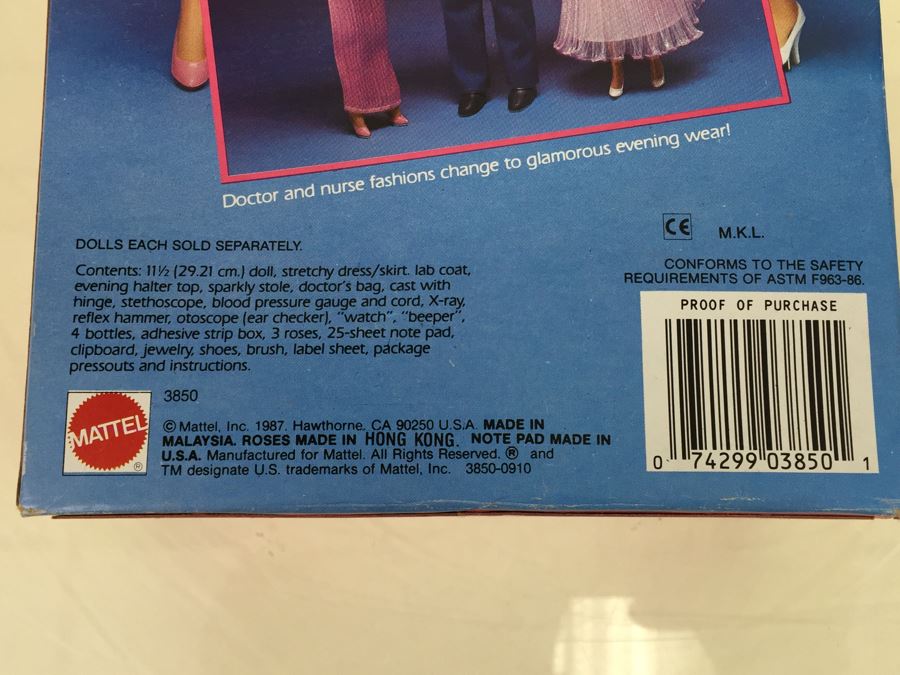 Doctor and nurse fashions change to glamorous evening wear!
DOLLS EACH SOLD SEPARATELY.
Contents: 11½ (29.21 cm.) doll, stretchy dress/skirt. lab coat,
evening halter top, sparkly stole, doctor's bag, cast with
hinge, stethoscope, blood pressure gauge and cord, X-ray,
reflex hammer, otoscope (ear checker), "watch", "beeper",
4 bottles, adhesive strip box, 3 roses, 25-sheet note pad,
clipboard, jewelry, shoes, brush, label sheet, package
pressouts and instructions.
MATTEL
®
3850
© Mattel, Inc. 1987. Hawthorne, CA 90250 U.S.A. MADE IN
MALAYSIA. ROSES MADE IN HONG KONG. NOTE PAD MADE IN
U.S.A. Manufactured for Mattel. All Rights Reserved. ® and
TM designate U.S. trademarks of Mattel, Inc. 3850-0910
CE M.K.L.
CONFORMS TO THE SAFETY
REQUIREMENTS OF ASTM F963-86.
PROOF OF PURCHASE
0 74299 03850 1